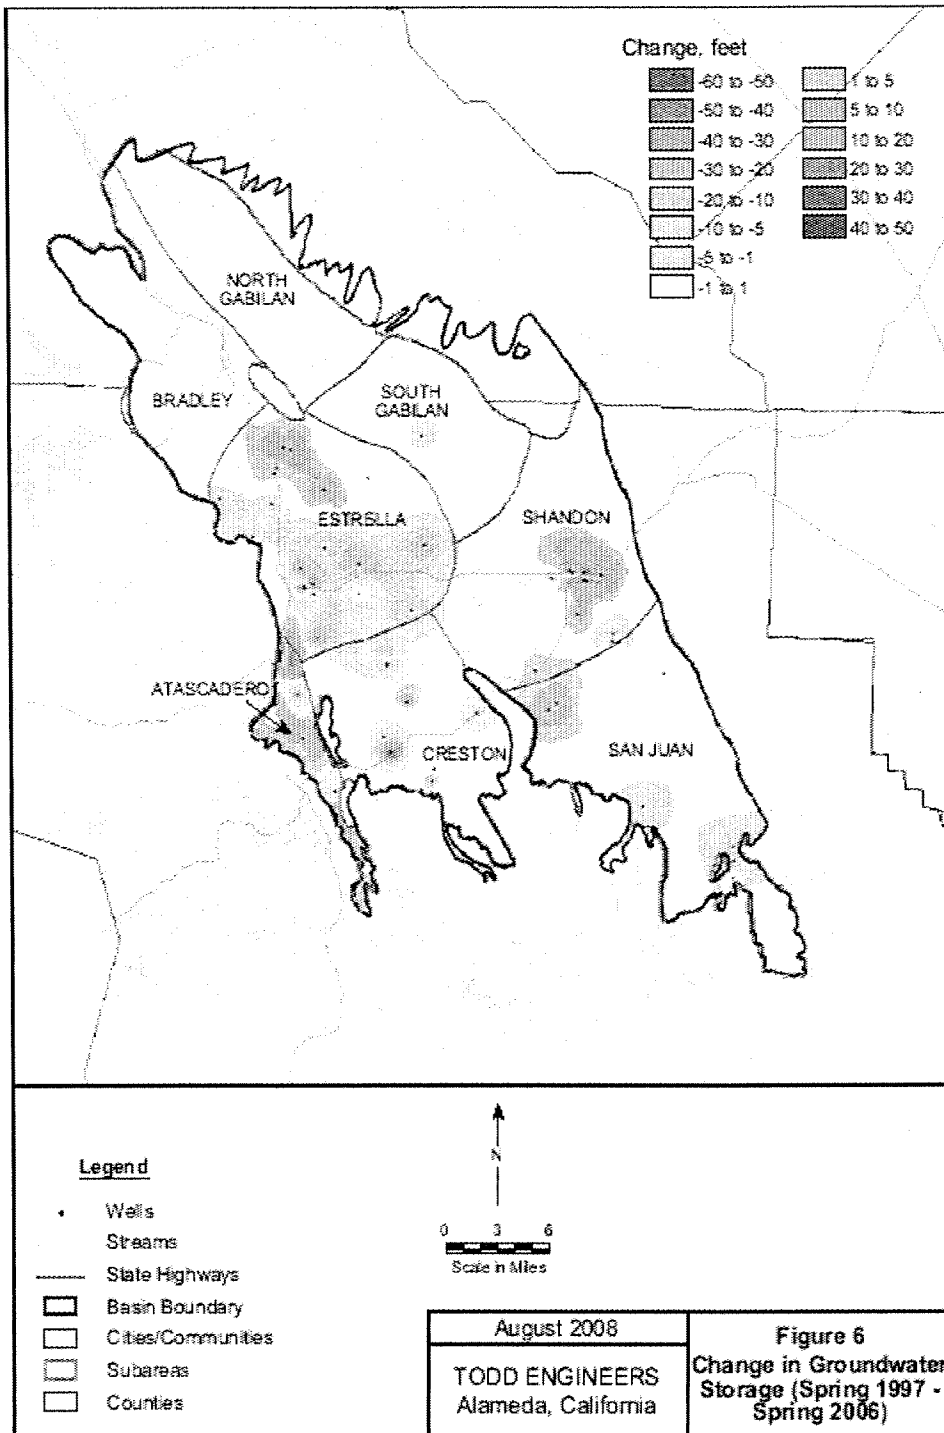 Change, feet
-60 to -50
-50 to -40
-40 to -30
-30 to -20
-20 to -10
-10 to -5
-5 to -1
-1 to 1
1 to 5
5 to 10
10 to 20
20 to 30
30 to 40
40 to 50
NORTH
GABILAN
BRADLEY
SOUTH
GABILAN
ESTRELLA
SHANDON
ATASCADERO
CRESTON
SAN JUAN
N
0 3 6
Scale in Miles
Legend
Wells
Streams
State Highways
Basin Boundary
Cities/Communities
Subareas
Counties
August 2008
TODD ENGINEERS
Alameda, California
Figure 6
Change in Groundwater
Storage (Spring 1997 -
Spring 2006)